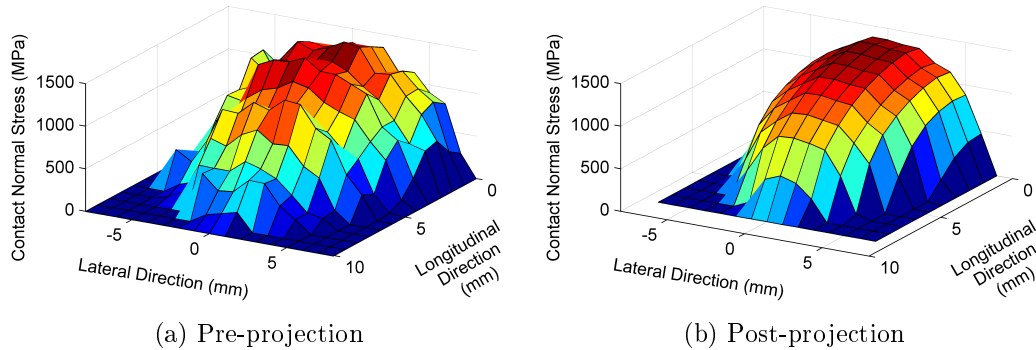 Contact Normal Stress (MPa)
1500
1000
500
0
-5
0
5
Lateral Direction (mm)
10
5
0
Longitudinal
Direction
(mm)
(a) Pre-projection
Contact Normal Stress (MPa)
1500
1000
500
0
-5
0
5
Lateral Direction (mm)
10
5
0
Longitudinal
Direction
(mm)
(b) Post-projection